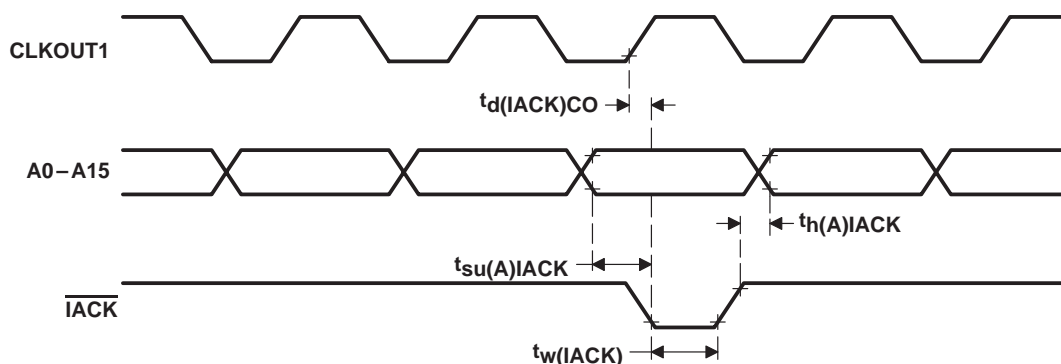 CLKOUT1
td(IACK)CO
A0–A15
th(A)IACK
tsu(A)IACK
IACK
tw(IACK)